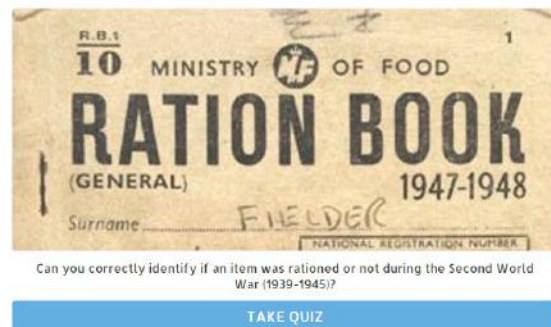 R.B.1
10
1
MINISTRY MF OF FOOD
RATION BOOK
(GENERAL)
1947-1948
Surname FIELDER
NATIONAL REGISTRATION NUMBER
Can you correctly identify if an item was rationed or not during the Second World
War (1939-1945)?
TAKE QUIZ